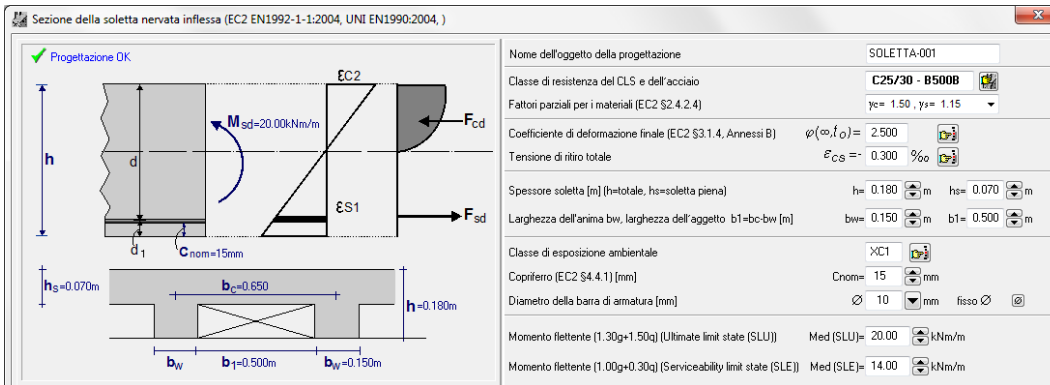 Sezione della soletta nervata inflessa (EC2 EN1992-1-1:2004, UNI EN1990:2004, )
Progettazione OK
εC2
Msd=20.00kNm/m
Fcd
h
d
εS1
Fsd
d1
Cnom=15mm
hs=0.070m
bc=0.650
h=0.180m
bw
b1=0.500m
bw=0.150m
Nome dell'oggetto della progettazione SOLETTA-001
Classe di resistenza del CLS e dell'acciaio C25/30 - B500B
Fattori parziali per i materiali (EC2 §2.4.2.4) γc= 1.50 , γs= 1.15
Coefficiente di deformazione finale (EC2 §3.1.4, Annessi B) φ(∞,to)= 2.500
Tensione di ritiro totale εcs=- 0.300 ‰
Spessore soletta [m] (h=totale, hs=soletta piena) h= 0.180 m hs= 0.070 m
Larghezza dell'anima bw, larghezza dell'aggetto b1=bc-bw [m] bw= 0.150 m b1= 0.500 m
Classe di esposizione ambientale XC1
Copriferro (EC2 §4.4.1) [mm] Cnom= 15 mm
Diametro della barra di armatura [mm] Ø 10 mm fisso Ø Ø
Momento flettente (1.30g+1.50q) (Ultimate limit state (SLU)) Med (SLU)= 20.00 kNm/m
Momento flettente (1.00g+0.30q) (Serviceability limit state (SLE)) Med (SLE)= 14.00 kNm/m